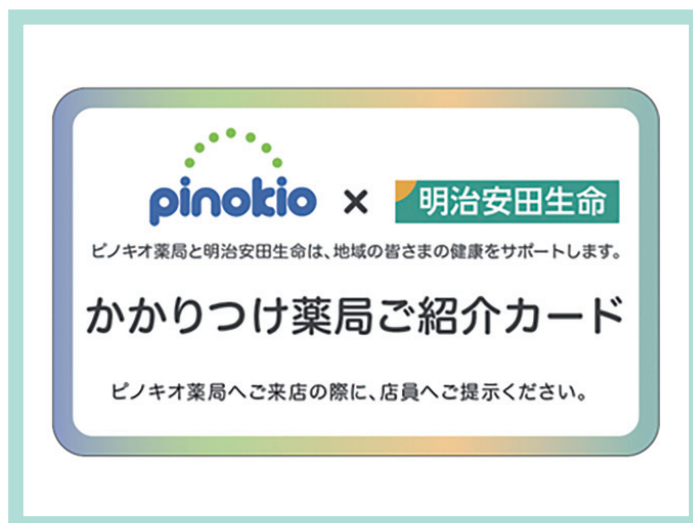 pinokio × 明治安田生命
ピノキオ薬局と明治安田生命は、地域の皆さまの健康をサポートします。
かかりつけ薬局ご紹介カード
ピノキオ薬局へご来店の際に、店員へご提示ください。